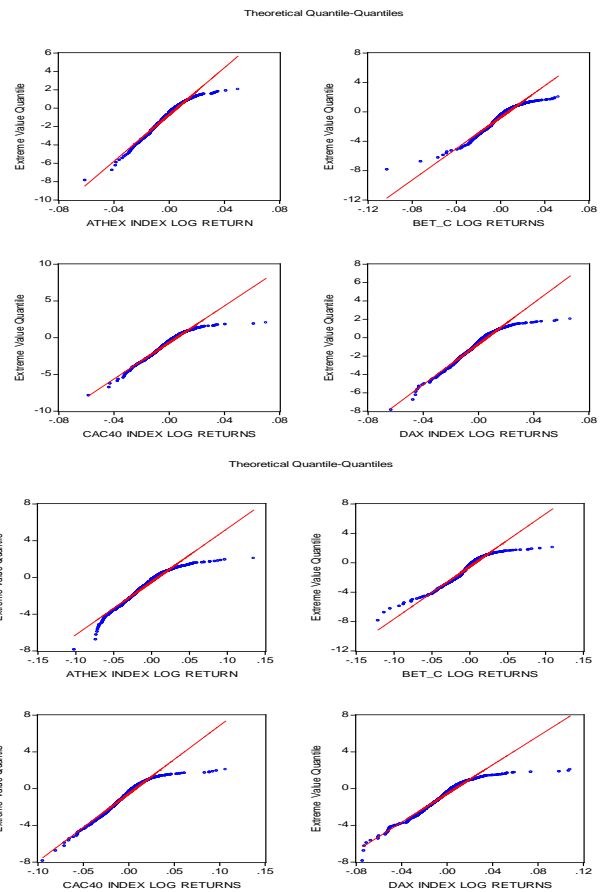 Theoretical Quantile-Quantiles
6
4
2
0
-2
-4
-6
-8
-10
Extreme Value Quantile
-.08 -.04 .00 .04 .08
ATHEX INDEX LOG RETURN
8
4
0
-4
-8
-12
Extreme Value Quantile
-.12 -.08 -.04 .00 .04 .08
BET_C LOG RETURNS
10
5
0
-5
-10
Extreme Value Quantile
-.08 -.04 .00 .04 .08
CAC40 INDEX LOG RETURNS
8
6
4
2
0
-2
-4
-6
-8
Extreme Value Quantile
-.08 -.04 .00 .04 .08
DAX INDEX LOG RETURNS
Theoretical Quantile-Quantiles
8
4
0
-4
-8
Extreme Value Quantile
-.15 -.10 -.05 .00 .05 .10 .15
ATHEX INDEX LOG RETURN
8
4
0
-4
-8
-12
Extreme Value Quantile
-.15 -.10 -.05 .00 .05 .10 .15
BET_C LOG RETURNS
8
4
0
-4
-8
Extreme Value Quantile
-.10 -.05 .00 .05 .10 .15
CAC40 INDEX LOG RETURNS
8
4
0
-4
-8
Extreme Value Quantile
-.08 -.04 .00 .04 .08 .12
DAX INDEX LOG RETURNS